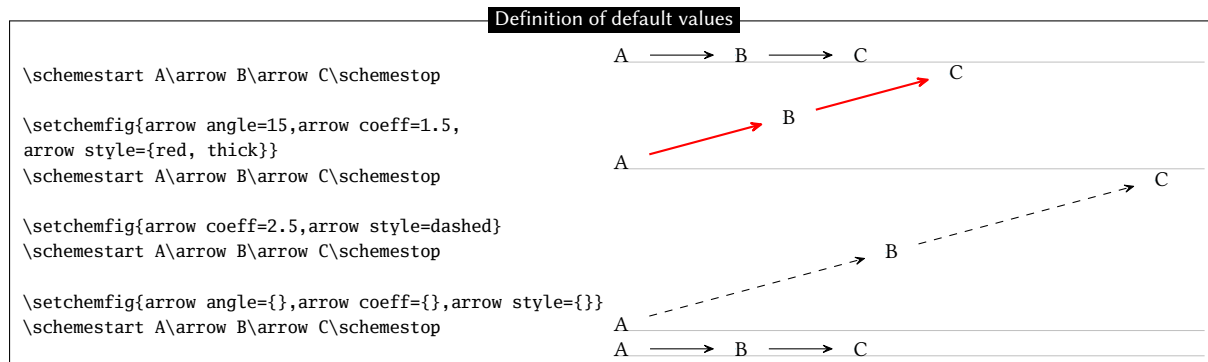 Definition of default values
\schemestart A\arrow B\arrow C\schemestop
\setchemfig{arrow angle=15,arrow coeff=1.5,
arrow style={red, thick}}
\schemestart A\arrow B\arrow C\schemestop
\setchemfig{arrow coeff=2.5,arrow style=dashed}
\schemestart A\arrow B\arrow C\schemestop
\setchemfig{arrow angle={},arrow coeff={},arrow style={}}
\schemestart A\arrow B\arrow C\schemestop
A B C
C
B
A
C
B
A
A B C